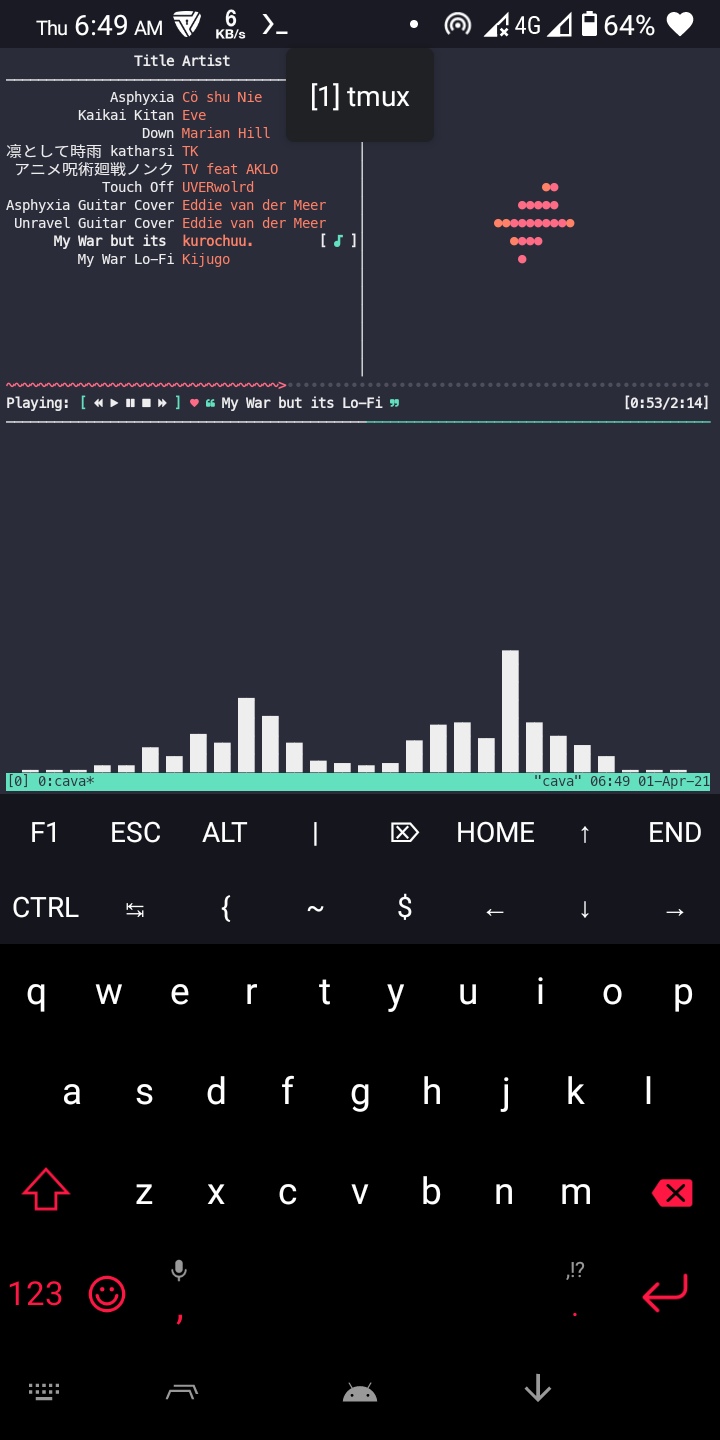 Thu 6:49 AM 6 KB/s 4G 64%
[1] tmux
Title Artist
Asphyxia Cö shu Nie
Kaikai Kitan Eve
Down Marian Hill
凛として時雨 katharsi TK
アニメ呪術廻戦ノンク TV feat AKLO
Touch Off UVERwolrd
Asphyxia Guitar Cover Eddie van der Meer
Unravel Guitar Cover Eddie van der Meer
My War but its kurochuu. [ ♪ ]
My War Lo-Fi Kijugo
Playing: [ ⏪ ▶ ⏸ ⏹ ⏩ ] ♥ ❝ My War but its Lo-Fi ❞ [0:53/2:14]
[0] 0:cava* "cava" 06:49 01-Apr-21
F1 ESC ALT | ⌦ HOME ↑ END
CTRL ↹ { ~ $ ← ↓ →
q w e r t y u i o p
a s d f g h j k l
z x c v b n m
,!?
123 , .